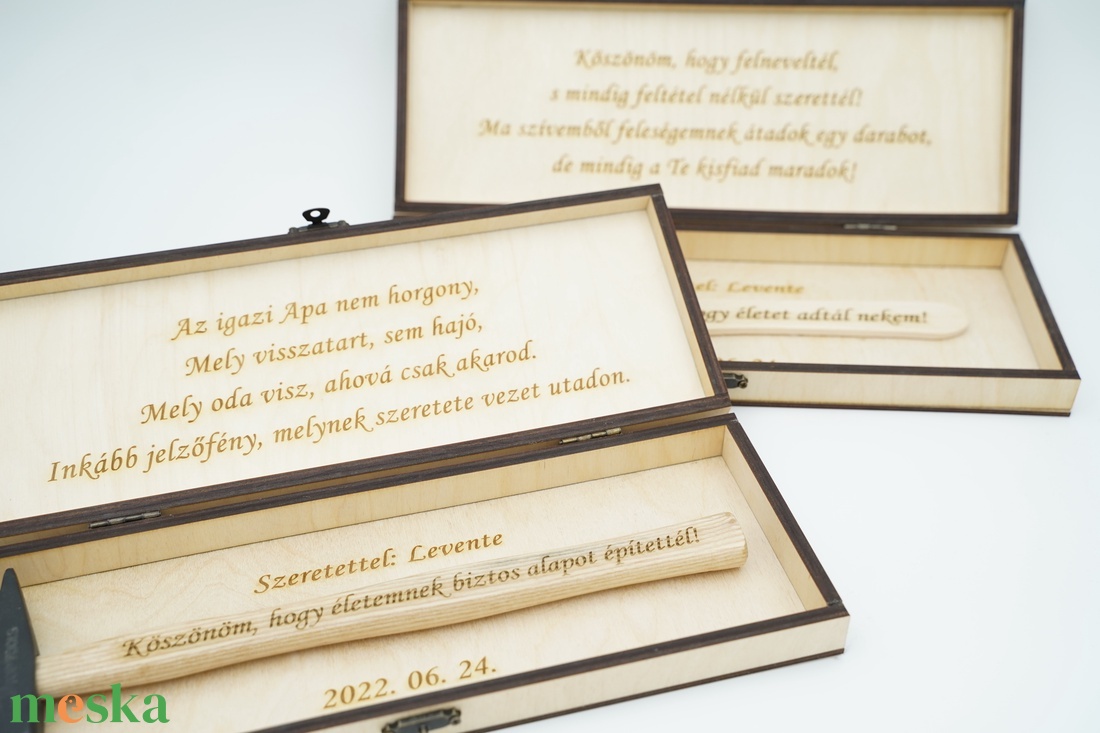 Köszönöm, hogy felneveltél,
s mindig feltétel nélkül szerettél!
Ma szívemből feleségemnek átadok egy darabot,
de mindig a Te kisfiad maradok!
el: Levente
ogy életet adtál nekem!
Az igazi Apa nem horgony,
Mely visszatart, sem hajó,
Mely oda visz, ahová csak akarod.
Inkább jelzőfény, melynek szeretete vezet utadon.
Szeretettel: Levente
Köszönöm, hogy életemnek biztos alapot építettél!
2022. 06. 24.
meska